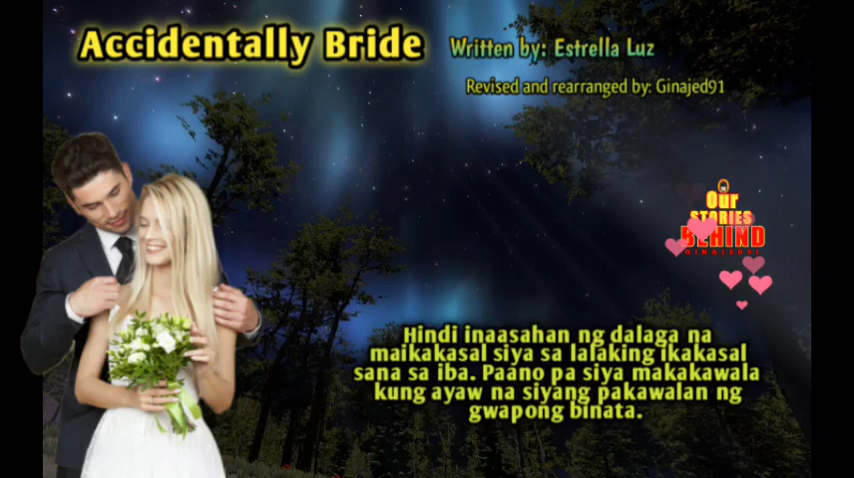 Accidentally Bride
Written by: Estrella Luz
Revised and rearranged by: Ginajed91
Our
STORIES
BEHIND
Hindi inaasahan ng dalaga na
maikakasal siya sa lalaking ikakasal
sana sa iba. Paano pa siya makakawala
kung ayaw na siyang pakawalan ng
gwapong binata.